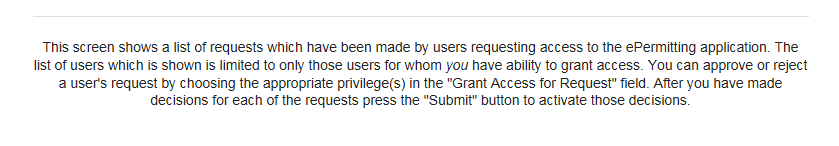 This screen shows a list of requests which have been made by users requesting access to the ePermitting application. The
list of users which is shown is limited to only those users for whom you have ability to grant access. You can approve or reject
a user's request by choosing the appropriate privilege(s) in the "Grant Access for Request" field. After you have made
decisions for each of the requests press the "Submit" button to activate those decisions.